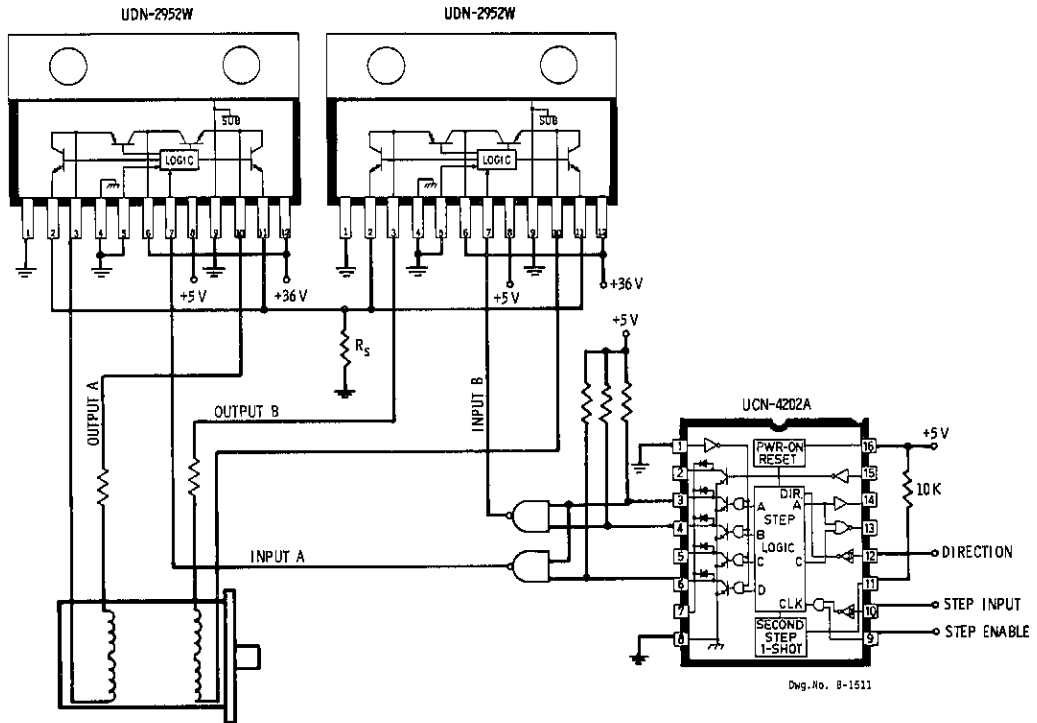 UDN-2952W
UDN-2952W
SUB
LOGIC
1 2 3 4 5 6 7 8 9 10 11 12
+5 V
+36 V
SUB
LOGIC
1 2 3 4 5 6 7 8 9 10 11 12
+5 V
+36 V
RS
OUTPUT A
OUTPUT B
INPUT B
INPUT A
+5 V
UCN-4202A
1
2
3
4
5
6
7
8
PWR-ON
RESET
DIR
A
A
STEP
B
LOGIC
C
C
D
CLK
SECOND
STEP
1-SHOT
16
15
14
13
12
11
10
9
+5 V
10 K
DIRECTION
STEP INPUT
STEP ENABLE
Dwg. No. B-1511